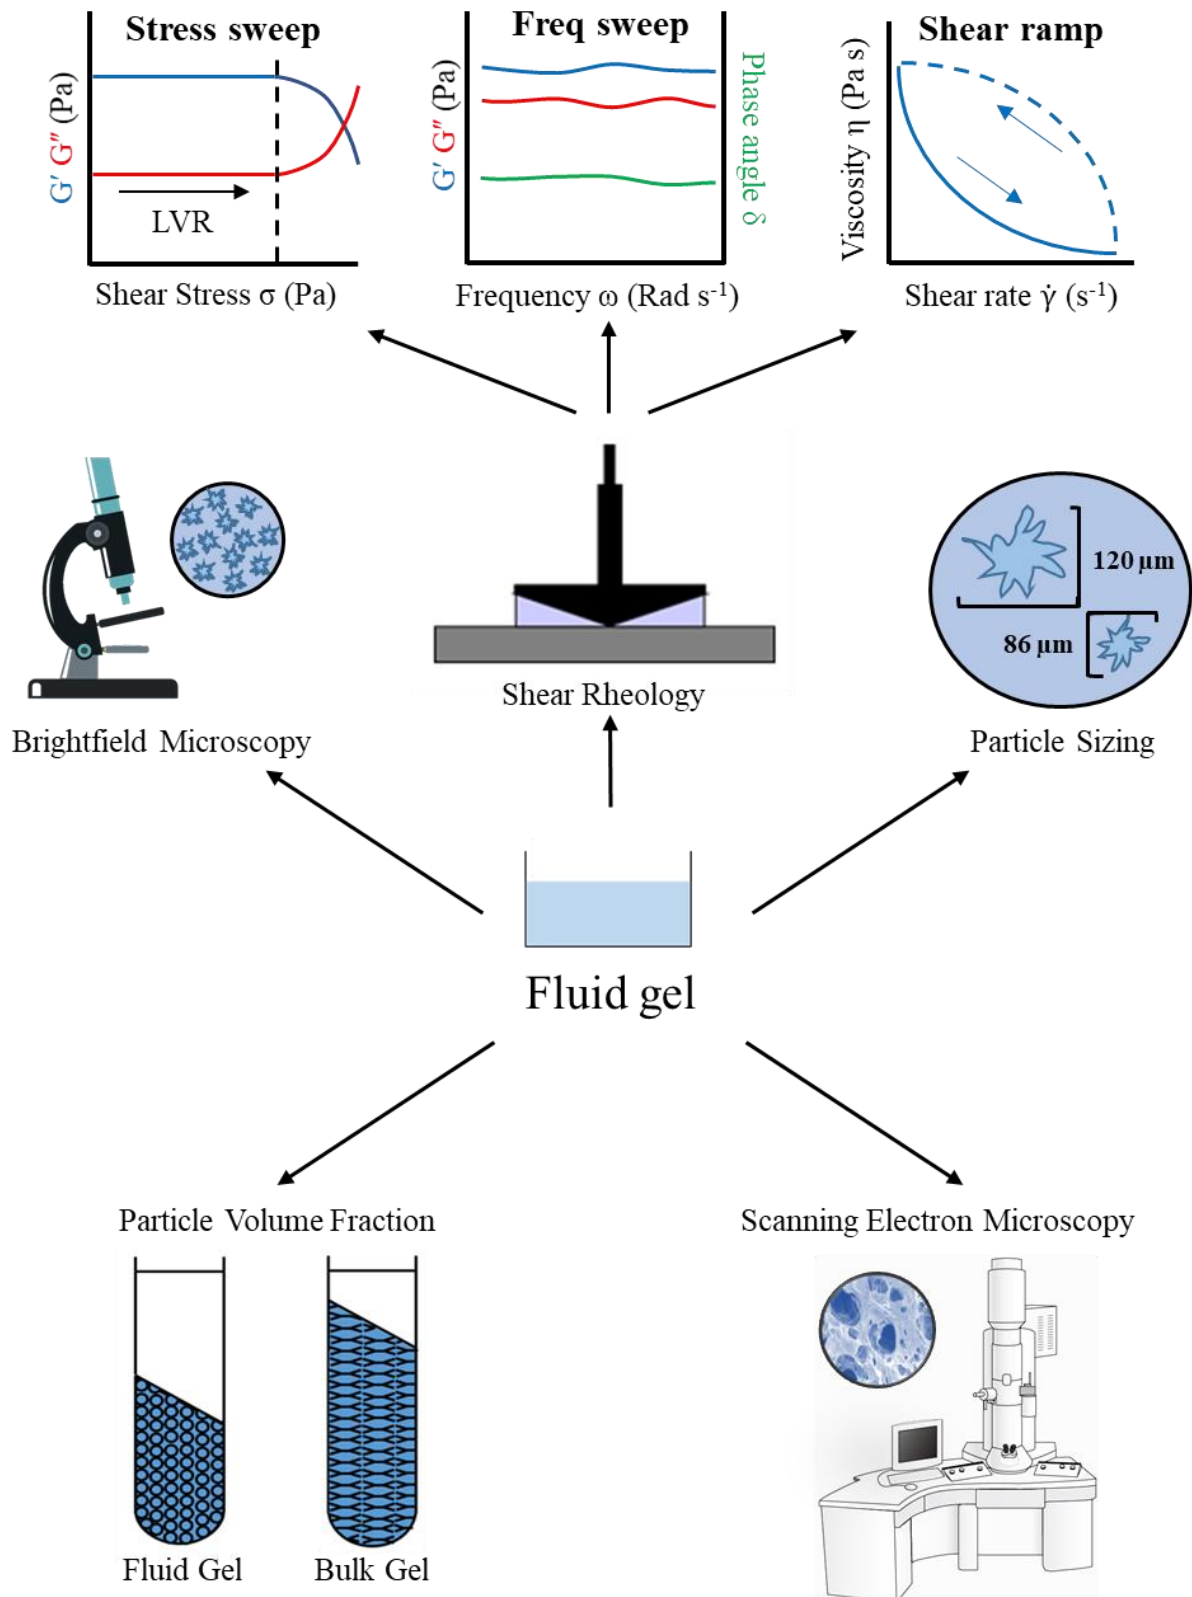 Stress sweep
G′ G″ (Pa)
LVR
Shear Stress σ (Pa)
Freq sweep
G′ G″ (Pa)
Phase angle δ
Frequency ω (Rad s⁻¹)
Shear ramp
Viscosity η (Pa s)
Shear rate γ̇ (s⁻¹)
Brightfield Microscopy
Shear Rheology
120 µm
86 µm
Particle Sizing
Fluid gel
Particle Volume Fraction
Fluid Gel
Bulk Gel
Scanning Electron Microscopy